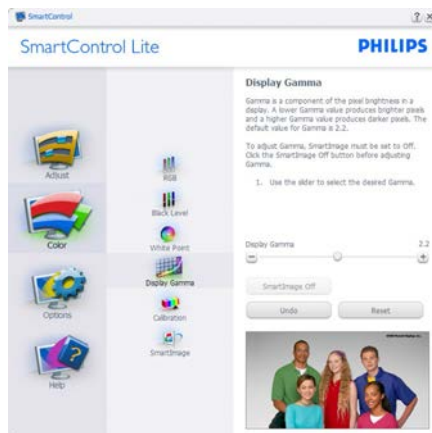 SmartControl
SmartControl Lite
PHILIPS
Adjust
Color
Options
Help
RGB
Black Level
White Point
Display Gamma
Calibration
SmartImage
Display Gamma
Gamma is a component of the pixel brightness in a
display. A lower Gamma value produces brighter pixels
and a higher Gamma value produces darker pixels. The
default value for Gamma is 2.2.
To adjust Gamma, SmartImage must be set to Off.
Click the SmartImage Off button before adjusting
Gamma.
1. Use the slider to select the desired Gamma.
Display Gamma 2.2
SmartImage Off
Undo Reset